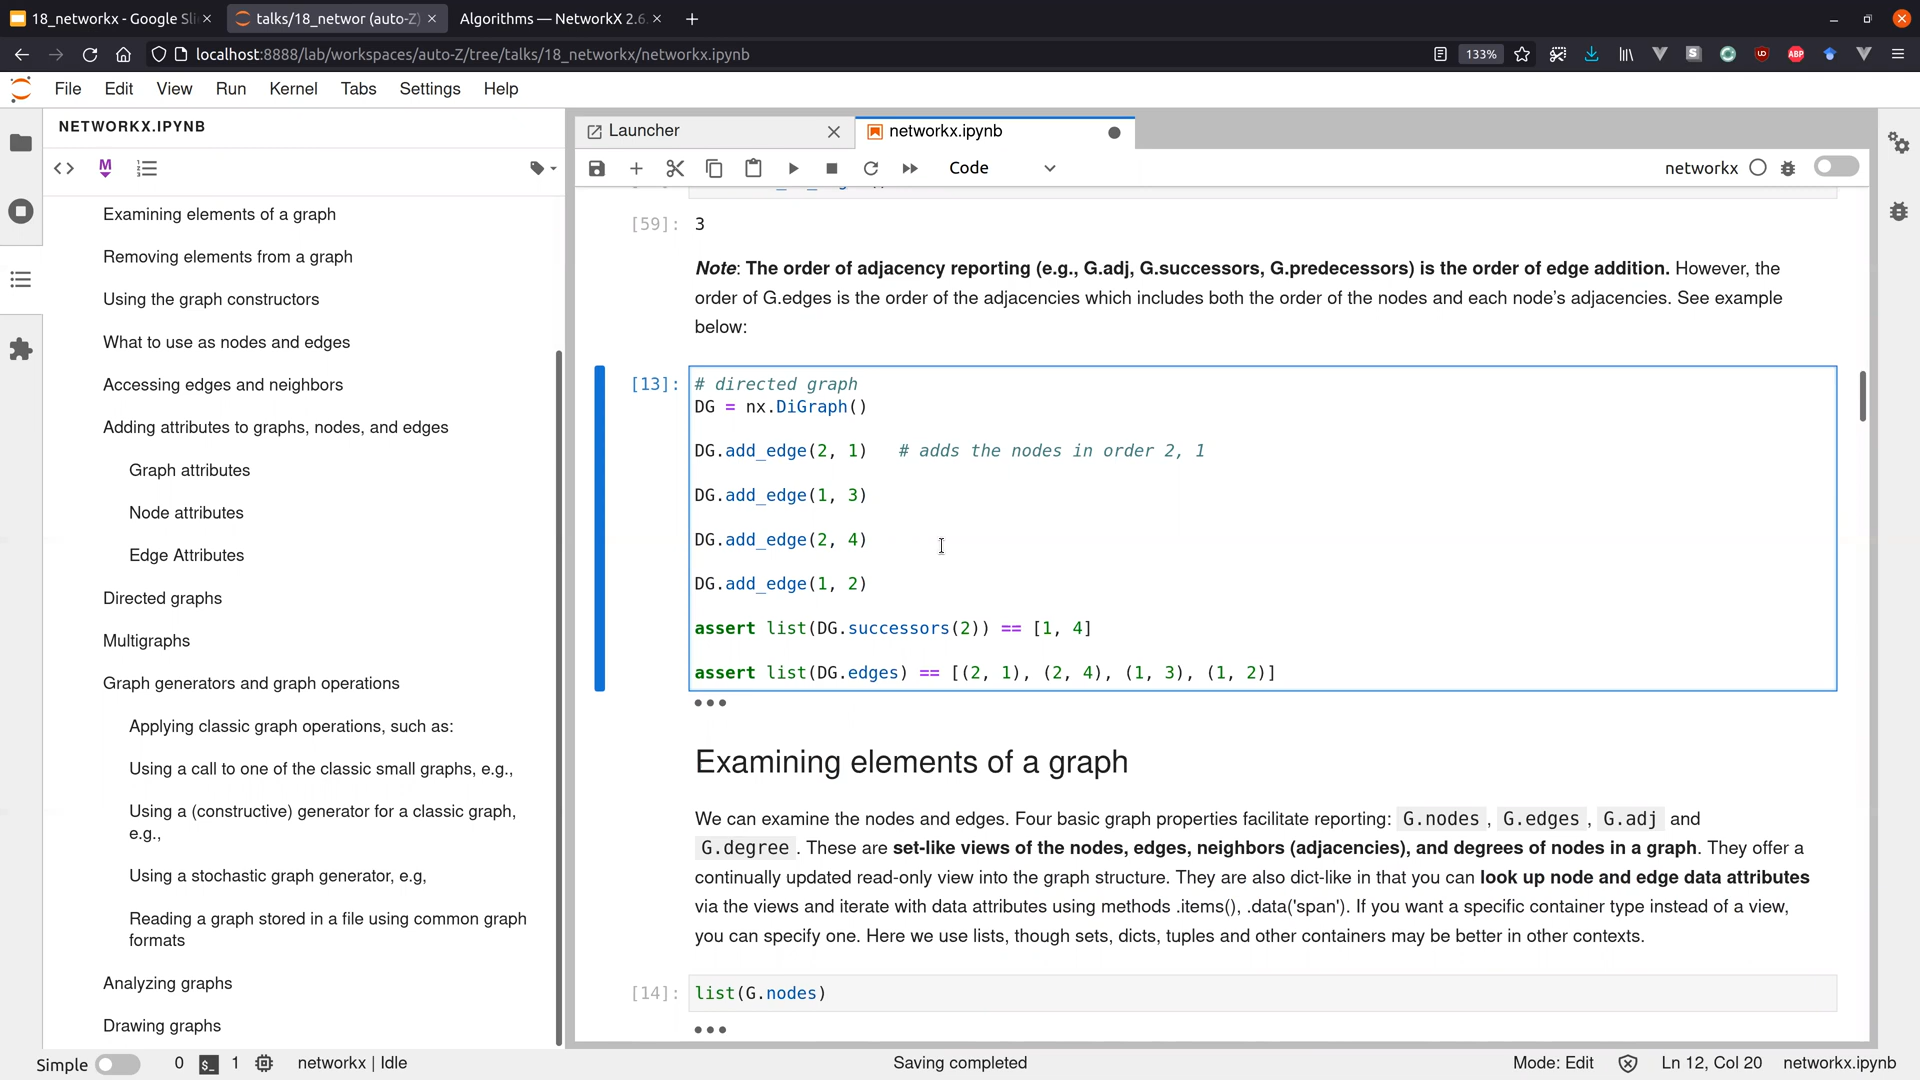 18_networkx - Google Sli
talks/18_networ (auto-Z)
Algorithms — NetworkX 2.6.
localhost:8888/lab/workspaces/auto-Z/tree/talks/18_networkx/networkx.ipynb
133%
File Edit View Run Kernel Tabs Settings Help
NETWORKX.IPYNB
Launcher
networkx.ipynb
Code
networkx
Examining elements of a graph
Removing elements from a graph
Using the graph constructors
What to use as nodes and edges
Accessing edges and neighbors
Adding attributes to graphs, nodes, and edges
Graph attributes
Node attributes
Edge Attributes
Directed graphs
Multigraphs
Graph generators and graph operations
Applying classic graph operations, such as:
Using a call to one of the classic small graphs, e.g.,
Using a (constructive) generator for a classic graph,
e.g.,
Using a stochastic graph generator, e.g,
Reading a graph stored in a file using common graph
formats
Analyzing graphs
Drawing graphs
[59]: 3
Note: The order of adjacency reporting (e.g., G.adj, G.successors, G.predecessors) is the order of edge addition. However, the
order of G.edges is the order of the adjacencies which includes both the order of the nodes and each node's adjacencies. See example
below:
[13]: # directed graph
DG = nx.DiGraph()
DG.add_edge(2, 1)   # adds the nodes in order 2, 1
DG.add_edge(1, 3)
DG.add_edge(2, 4)
DG.add_edge(1, 2)
assert list(DG.successors(2)) == [1, 4]
assert list(DG.edges) == [(2, 1), (2, 4), (1, 3), (1, 2)]
Examining elements of a graph
We can examine the nodes and edges. Four basic graph properties facilitate reporting: G.nodes , G.edges , G.adj and
G.degree . These are set-like views of the nodes, edges, neighbors (adjacencies), and degrees of nodes in a graph. They offer a
continually updated read-only view into the graph structure. They are also dict-like in that you can look up node and edge data attributes
via the views and iterate with data attributes using methods .items(), .data('span'). If you want a specific container type instead of a view,
you can specify one. Here we use lists, though sets, dicts, tuples and other containers may be better in other contexts.
[14]: list(G.nodes)
Simple 0 1 networkx | Idle Saving completed Mode: Edit Ln 12, Col 20 networkx.ipynb